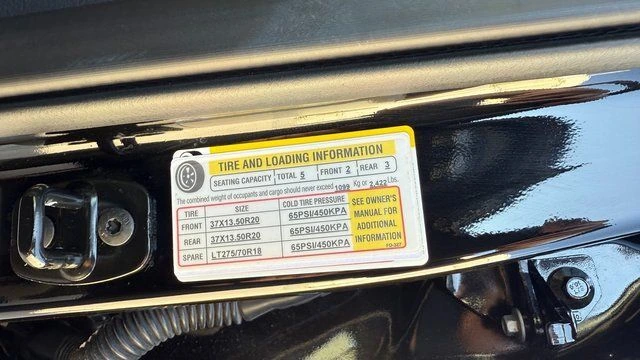 TIRE AND LOADING INFORMATION
SEATING CAPACITY TOTAL 5 FRONT 2 REAR 3
The combined weight of occupants and cargo should never exceed 1099 Kg or 2,422 Lbs.
TIRE SIZE COLD TIRE PRESSURE
FRONT 37X13.50R20 65PSI/450KPA
REAR 37X13.50R20 65PSI/450KPA
SPARE LT275/70R18 65PSI/450KPA
SEE OWNER'S
MANUAL FOR
ADDITIONAL
INFORMATION
FO-327